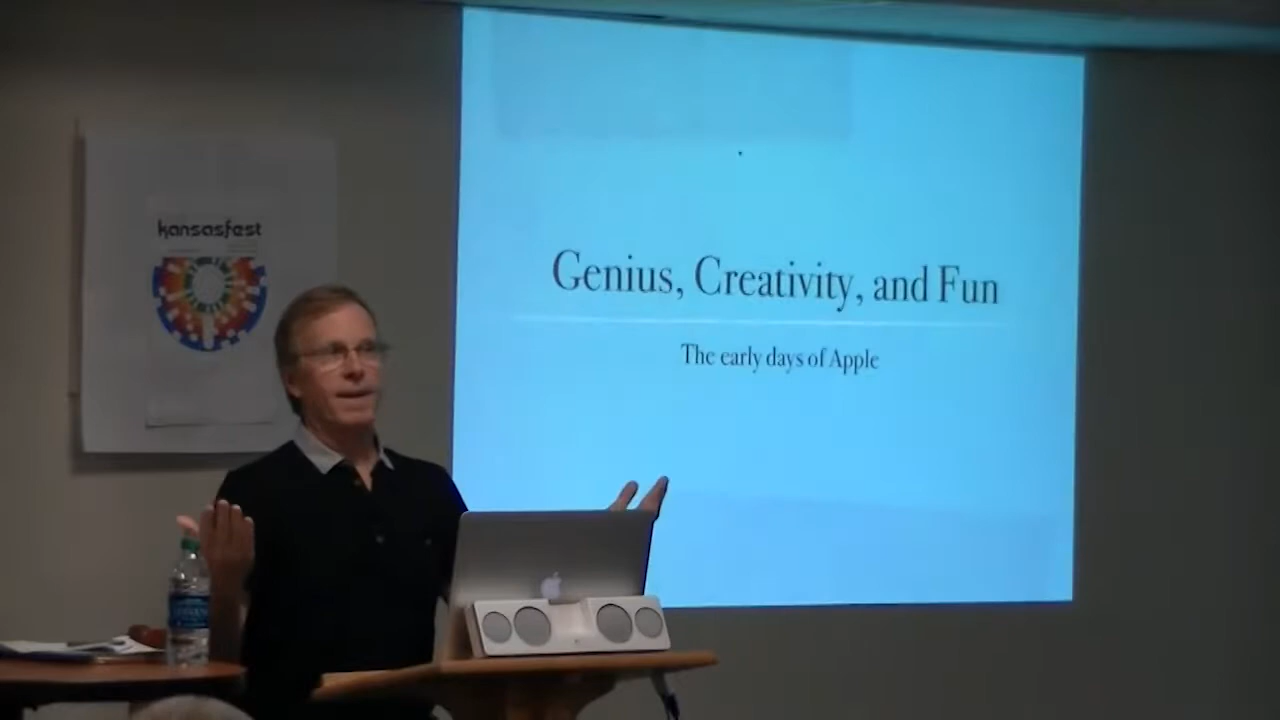 kansasfest
Genius, Creativity, and Fun
The early days of Apple